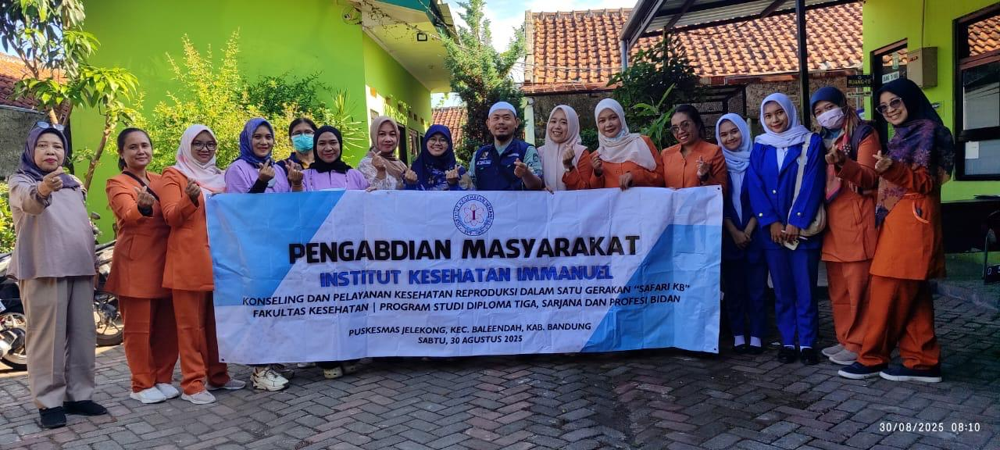 PENGABDIAN MASYARAKAT
INSTITUT KESEHATAN IMMANUEL
KONSELING DAN PELAYANAN KESEHATAN REPRODUKSI DALAM SATU GERAKAN "SAFARI KB"
FAKULTAS KESEHATAN | PROGRAM STUDI DIPLOMA TIGA, SARJANA DAN PROFESI BIDAN
PUSKESMAS JELEKONG, KEC. BALEENDAH, KAB. BANDUNG
SABTU, 30 AGUSTUS 2025
30/08/2025 08:10